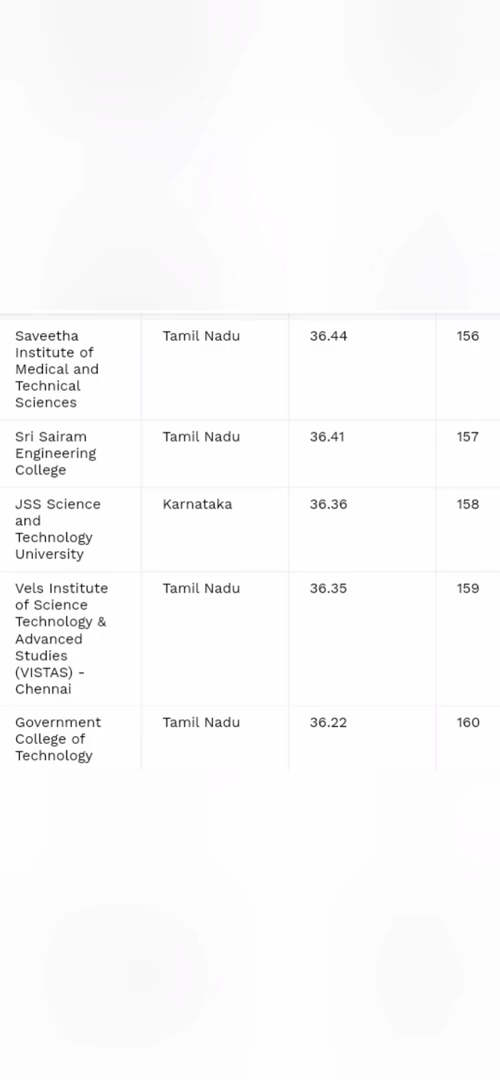 Saveetha
Institute of
Medical and
Technical
Sciences
Tamil Nadu
36.44
156
Sri Sairam
Engineering
College
Tamil Nadu
36.41
157
JSS Science
and
Technology
University
Karnataka
36.36
158
Vels Institute
of Science
Technology &
Advanced
Studies
(VISTAS) -
Chennai
Tamil Nadu
36.35
159
Government
College of
Technology
Tamil Nadu
36.22
160